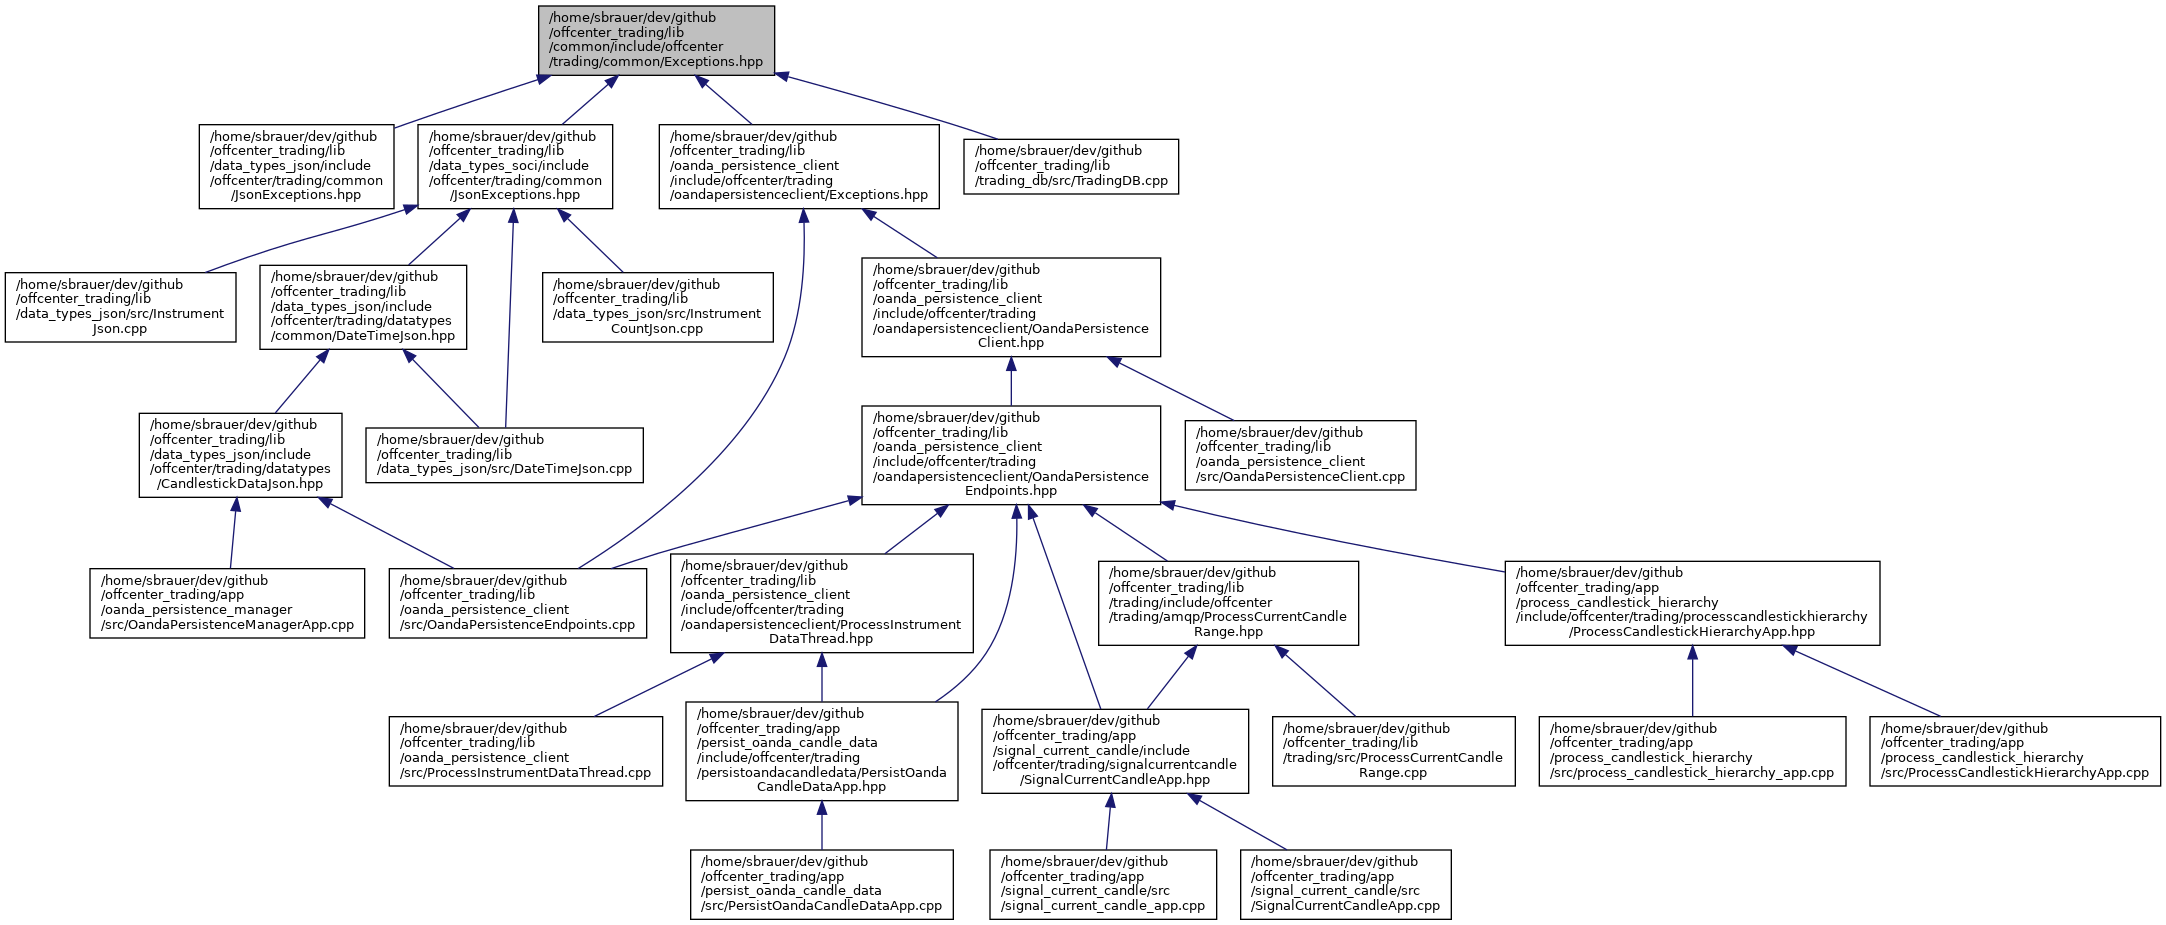 /home/sbrauer/dev/github
/offcenter_trading/lib
/common/include/offcenter
/trading/common/Exceptions.hpp
/home/sbrauer/dev/github
/offcenter_trading/lib
/data_types_json/include
/offcenter/trading/common
/JsonExceptions.hpp
/home/sbrauer/dev/github
/offcenter_trading/lib
/data_types_soci/include
/offcenter/trading/common
/JsonExceptions.hpp
/home/sbrauer/dev/github
/offcenter_trading/lib
/oanda_persistence_client
/include/offcenter/trading
/oandapersistenceclient/Exceptions.hpp
/home/sbrauer/dev/github
/offcenter_trading/lib
/trading_db/src/TradingDB.cpp
/home/sbrauer/dev/github
/offcenter_trading/lib
/data_types_json/src/Instrument
Json.cpp
/home/sbrauer/dev/github
/offcenter_trading/lib
/data_types_json/include
/offcenter/trading/datatypes
/common/DateTimeJson.hpp
/home/sbrauer/dev/github
/offcenter_trading/lib
/data_types_json/src/Instrument
CountJson.cpp
/home/sbrauer/dev/github
/offcenter_trading/lib
/oanda_persistence_client
/include/offcenter/trading
/oandapersistenceclient/OandaPersistence
Client.hpp
/home/sbrauer/dev/github
/offcenter_trading/lib
/data_types_json/include
/offcenter/trading/datatypes
/CandlestickDataJson.hpp
/home/sbrauer/dev/github
/offcenter_trading/lib
/data_types_json/src/DateTimeJson.cpp
/home/sbrauer/dev/github
/offcenter_trading/lib
/oanda_persistence_client
/include/offcenter/trading
/oandapersistenceclient/OandaPersistence
Endpoints.hpp
/home/sbrauer/dev/github
/offcenter_trading/lib
/oanda_persistence_client
/src/OandaPersistenceClient.cpp
/home/sbrauer/dev/github
/offcenter_trading/app
/oanda_persistence_manager
/src/OandaPersistenceManagerApp.cpp
/home/sbrauer/dev/github
/offcenter_trading/lib
/oanda_persistence_client
/src/OandaPersistenceEndpoints.cpp
/home/sbrauer/dev/github
/offcenter_trading/lib
/oanda_persistence_client
/include/offcenter/trading
/oandapersistenceclient/ProcessInstrument
DataThread.hpp
/home/sbrauer/dev/github
/offcenter_trading/lib
/trading/include/offcenter
/trading/amqp/ProcessCurrentCandle
Range.hpp
/home/sbrauer/dev/github
/offcenter_trading/app
/process_candlestick_hierarchy
/include/offcenter/trading/processcandlestickhierarchy
/ProcessCandlestickHierarchyApp.hpp
/home/sbrauer/dev/github
/offcenter_trading/lib
/oanda_persistence_client
/src/ProcessInstrumentDataThread.cpp
/home/sbrauer/dev/github
/offcenter_trading/app
/persist_oanda_candle_data
/include/offcenter/trading
/persistoandacandledata/PersistOanda
CandleDataApp.hpp
/home/sbrauer/dev/github
/offcenter_trading/app
/signal_current_candle/include
/offcenter/trading/signalcurrentcandle
/SignalCurrentCandleApp.hpp
/home/sbrauer/dev/github
/offcenter_trading/lib
/trading/src/ProcessCurrentCandle
Range.cpp
/home/sbrauer/dev/github
/offcenter_trading/app
/process_candlestick_hierarchy
/src/process_candlestick_hierarchy_app.cpp
/home/sbrauer/dev/github
/offcenter_trading/app
/process_candlestick_hierarchy
/src/ProcessCandlestickHierarchyApp.cpp
/home/sbrauer/dev/github
/offcenter_trading/app
/persist_oanda_candle_data
/src/PersistOandaCandleDataApp.cpp
/home/sbrauer/dev/github
/offcenter_trading/app
/signal_current_candle/src
/signal_current_candle_app.cpp
/home/sbrauer/dev/github
/offcenter_trading/app
/signal_current_candle/src
/SignalCurrentCandleApp.cpp